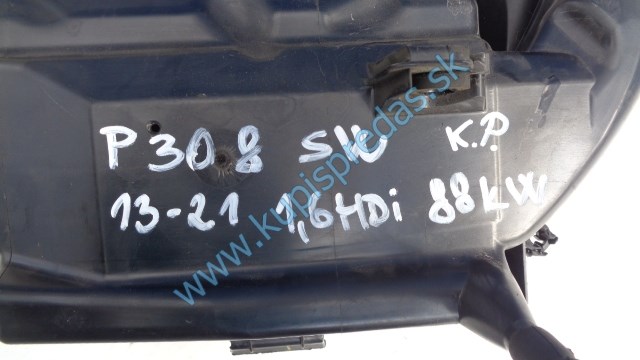 P308 SW K.P.
13-21 1,6HDi 88kW
www.kupispredas.sk